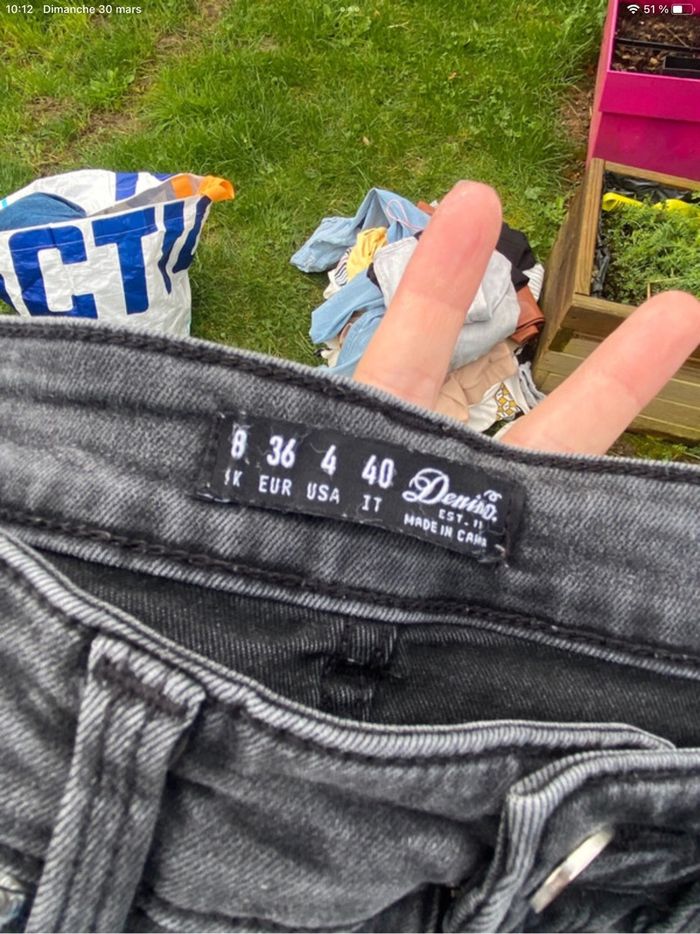 10:12 Dimanche 30 mars
51 %
ACTI
8 36 4 40
EUR USA IT
Denim
EST.
MADE IN